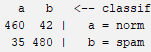 a b <-- classif
460 42 | a = norm
35 480 | b = spam